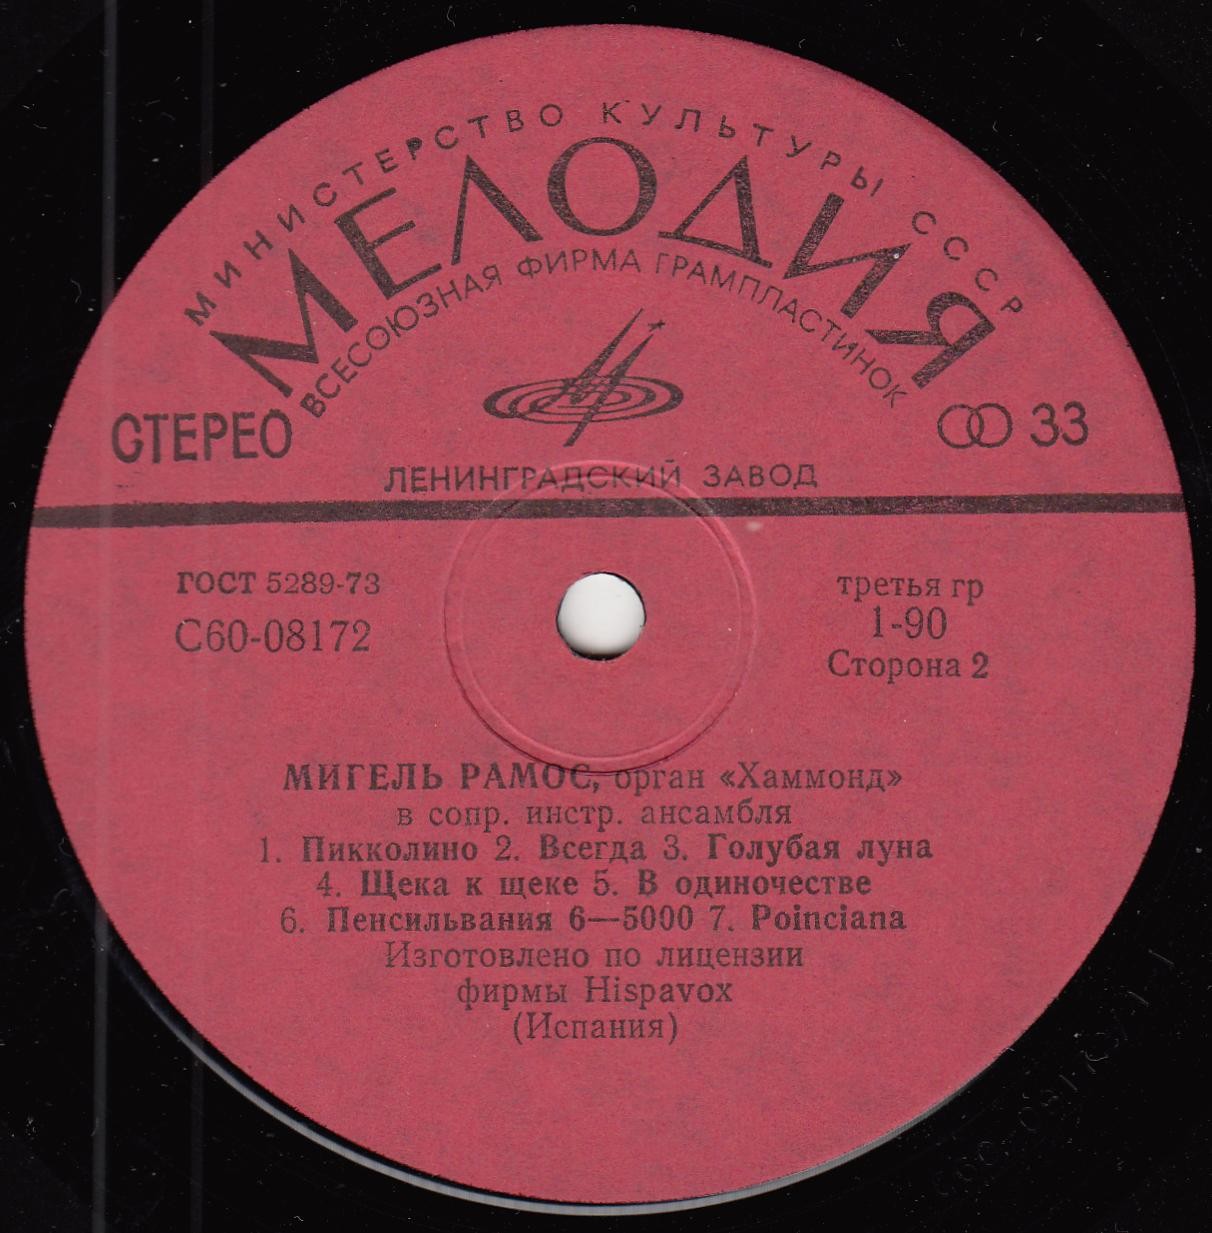 МИНИСТЕРСТВО КУЛЬТУРЫ СССР
МЕЛОДИЯ
ВСЕСОЮЗНАЯ ФИРМА ГРАМПЛАСТИНОК
СТЕРЕО
33
ЛЕНИНГРАДСКИЙ ЗАВОД
ГОСТ 5289-73
С60-08172
третья гр
1-90
Сторона 2
МИГЕЛЬ РАМОС, орган «Хаммонд»
в сопр. инстр. ансамбля
1. Пикколино 2. Всегда 3. Голубая луна
4. Щека к щеке 5. В одиночестве
6. Пенсильвания 6—5000 7. Poinciana
Изготовлено по лицензии
фирмы Hispavox
(Испания)